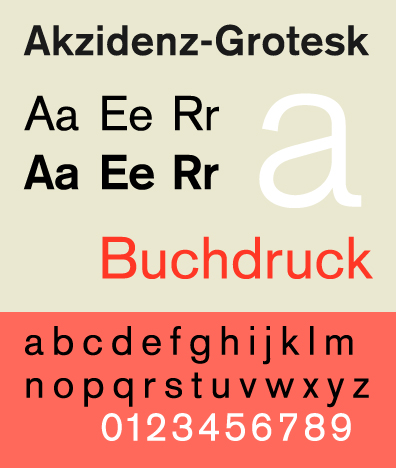 Akzidenz-Grotesk
Aa Ee Rr
Aa Ee Rr
a
Buchdruck
a b c d e f g h i j k l m
n o p q r s t u v w x y z
0123456789